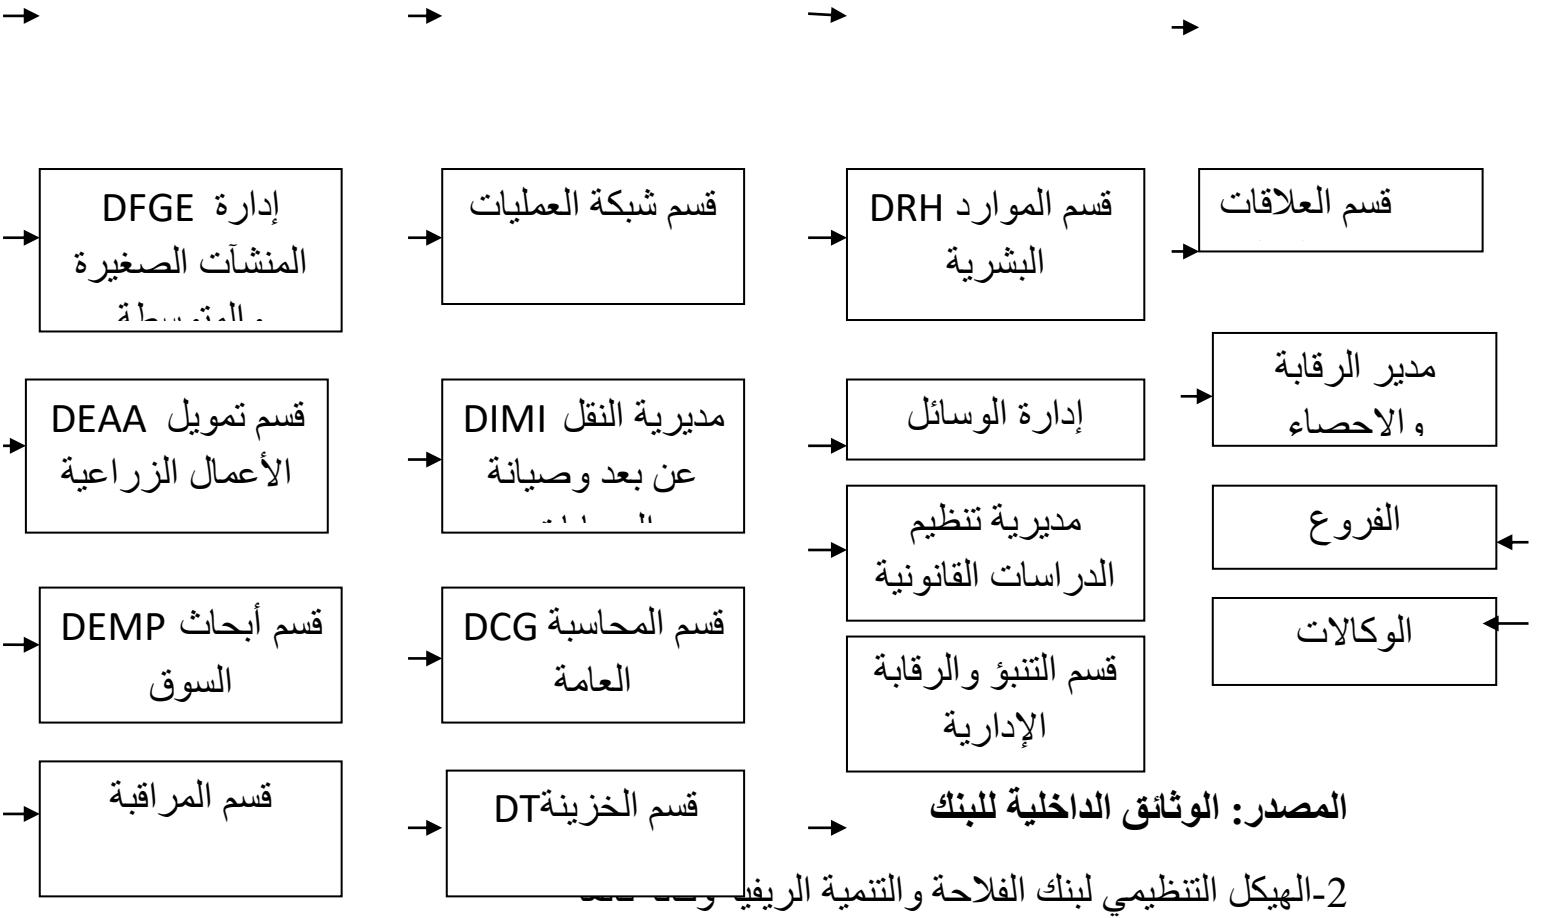 قسم العلاقات
قسم الموارد DRH
البشرية
قسم شبكة العمليات
إدارة DFGE
المنشآت الصغيرة
والمتوسطة
مدير الرقابة
والاحصاء
إدارة الوسائل
مديرية النقل DIMI
عن بعد وصيانة
قسم تمويل DEAA
الأعمال الزراعية
الفروع
مديرية تنظيم
الدراسات القانونية
الوكالات
قسم التنبؤ والرقابة
الإدارية
قسم المحاسبة DCG
العامة
قسم أبحاث DEMP
السوق
قسم الخزينةDT
قسم المراقبة
المصدر: الوثائق الداخلية للبنك
2-الهيكل التنظيمي لبنك الفلاحة والتنمية الريفية